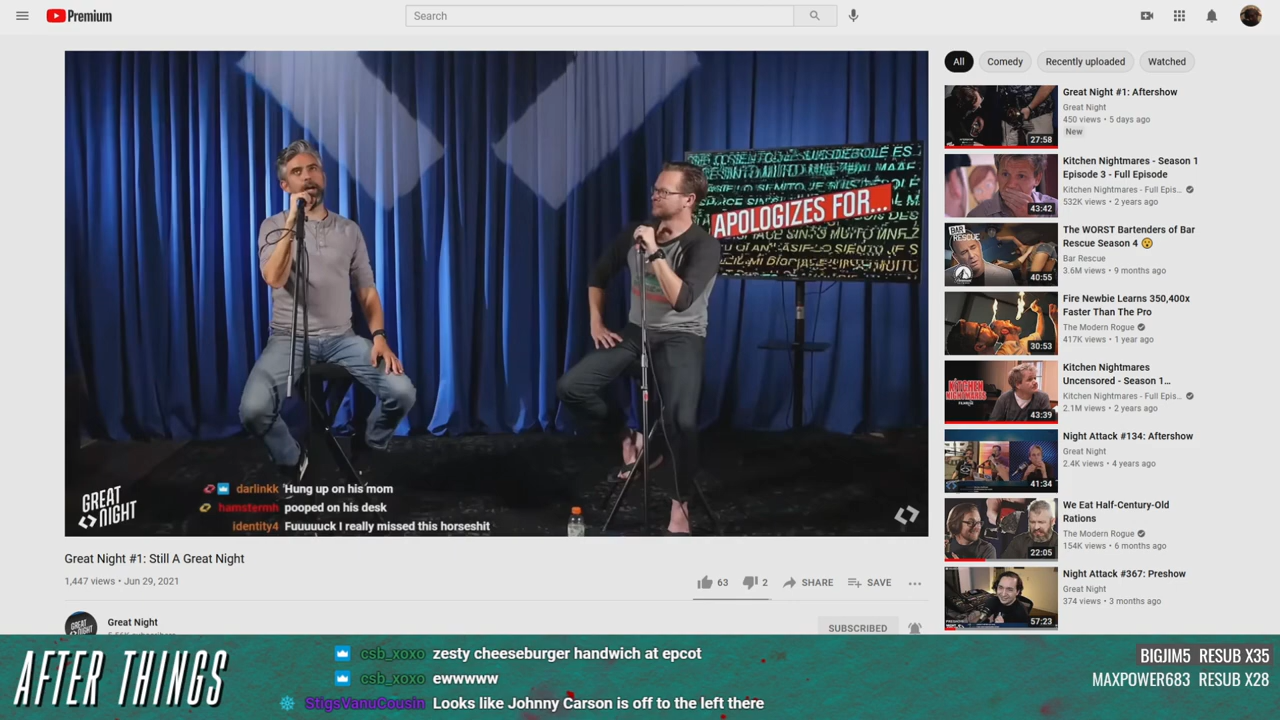 Premium
Search
All
Comedy
Recently uploaded
Watched
APOLOGIZES FOR...
GREAT
NIGHT
darlinkk Hung up on his mom
hamstermh pooped on his desk
identity4 Fuuuuuck I really missed this horseshit
Great Night #1: Still A Great Night
1,447 views • Jun 29, 2021
63
2
SHARE
SAVE
Great Night
SUBSCRIBED
Great Night #1: Aftershow
Great Night
450 views • 5 days ago
New
27:58
Kitchen Nightmares - Season 1
Episode 3 - Full Episode
Kitchen Nightmares - Full Epis...
532K views • 2 years ago
43:42
The WORST Bartenders of Bar
Rescue Season 4 😮
Bar Rescue
3.6M views • 9 months ago
BAR
RESCUE
40:55
Fire Newbie Learns 350,400x
Faster Than The Pro
The Modern Rogue
417K views • 1 year ago
30:53
Kitchen Nightmares
Uncensored - Season 1...
Kitchen Nightmares - Full Epis...
2.1M views • 2 years ago
KITCHEN
NIGHTMARES
43:39
Night Attack #134: Aftershow
Great Night
2.4K views • 4 years ago
41:34
We Eat Half-Century-Old
Rations
The Modern Rogue
154K views • 6 months ago
22:05
Night Attack #367: Preshow
Great Night
374 views • 3 months ago
57:23
AFTER THINGS
csb_xoxo zesty cheeseburger handwich at epcot
csb_xoxo ewwwww
StigsVanuCousin Looks like Johnny Carson is off to the left there
BIGJIM5 RESUB X35
MAXPOWER683 RESUB X28